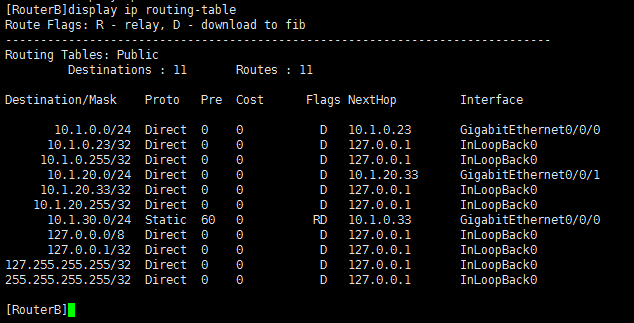 [RouterB]display ip routing-table
Route Flags: R - relay, D - download to fib
------------------------------------------------------------------------------
Routing Tables: Public
         Destinations : 11       Routes : 11

Destination/Mask    Proto   Pre  Cost      Flags NextHop         Interface

       10.1.0.0/24  Direct  0    0           D   10.1.0.23       GigabitEthernet0/0/0
      10.1.0.23/32  Direct  0    0           D   127.0.0.1       InLoopBack0
     10.1.0.255/32  Direct  0    0           D   127.0.0.1       InLoopBack0
      10.1.20.0/24  Direct  0    0           D   10.1.20.33      GigabitEthernet0/0/1
     10.1.20.33/32  Direct  0    0           D   127.0.0.1       InLoopBack0
    10.1.20.255/32  Direct  0    0           D   127.0.0.1       InLoopBack0
      10.1.30.0/24  Static  60   0          RD   10.1.0.33       GigabitEthernet0/0/0
      127.0.0.0/8   Direct  0    0           D   127.0.0.1       InLoopBack0
      127.0.0.1/32  Direct  0    0           D   127.0.0.1       InLoopBack0
127.255.255.255/32  Direct  0    0           D   127.0.0.1       InLoopBack0
255.255.255.255/32  Direct  0    0           D   127.0.0.1       InLoopBack0

[RouterB]